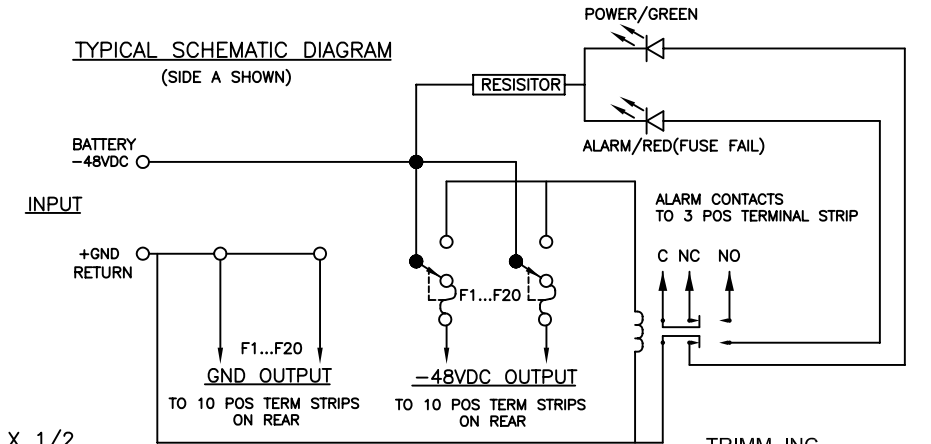 POWER/GREEN
TYPICAL SCHEMATIC DIAGRAM
(SIDE A SHOWN)
RESISITOR
BATTERY
-48VDC
ALARM/RED(FUSE FAIL)
INPUT
ALARM CONTACTS
TO 3 POS TERMINAL STRIP
+GND
RETURN
C NC NO
F1...F20
F1...F20
GND OUTPUT
-48VDC OUTPUT
TO 10 POS TERM STRIPS
ON REAR
TO 10 POS TERM STRIPS
ON REAR